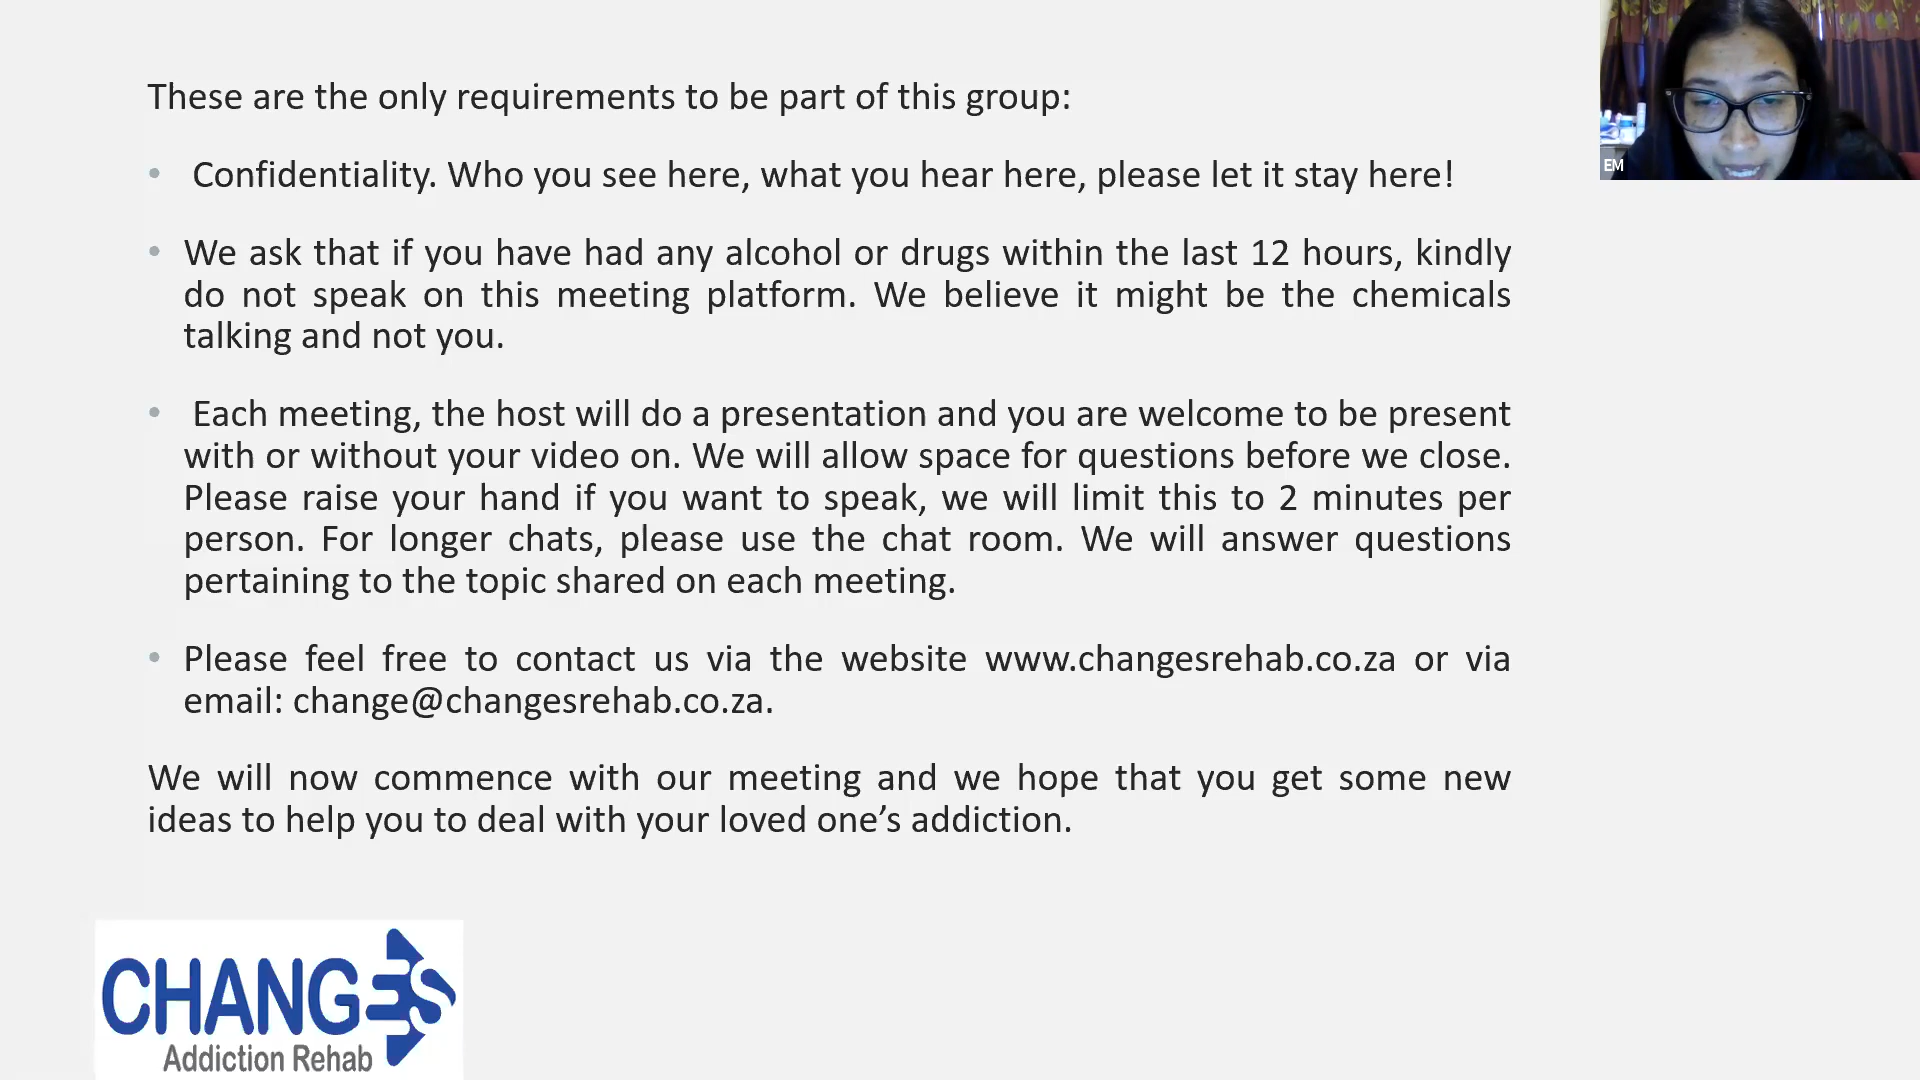 These are the only requirements to be part of this group:
• Confidentiality. Who you see here, what you hear here, please let it stay here!
• We ask that if you have had any alcohol or drugs within the last 12 hours, kindly
do not speak on this meeting platform. We believe it might be the chemicals
talking and not you.
• Each meeting, the host will do a presentation and you are welcome to be present
with or without your video on. We will allow space for questions before we close.
Please raise your hand if you want to speak, we will limit this to 2 minutes per
person. For longer chats, please use the chat room. We will answer questions
pertaining to the topic shared on each meeting.
• Please feel free to contact us via the website www.changesrehab.co.za or via
email: change@changesrehab.co.za.
We will now commence with our meeting and we hope that you get some new
ideas to help you to deal with your loved one’s addiction.
CHANGES
Addiction Rehab
EM